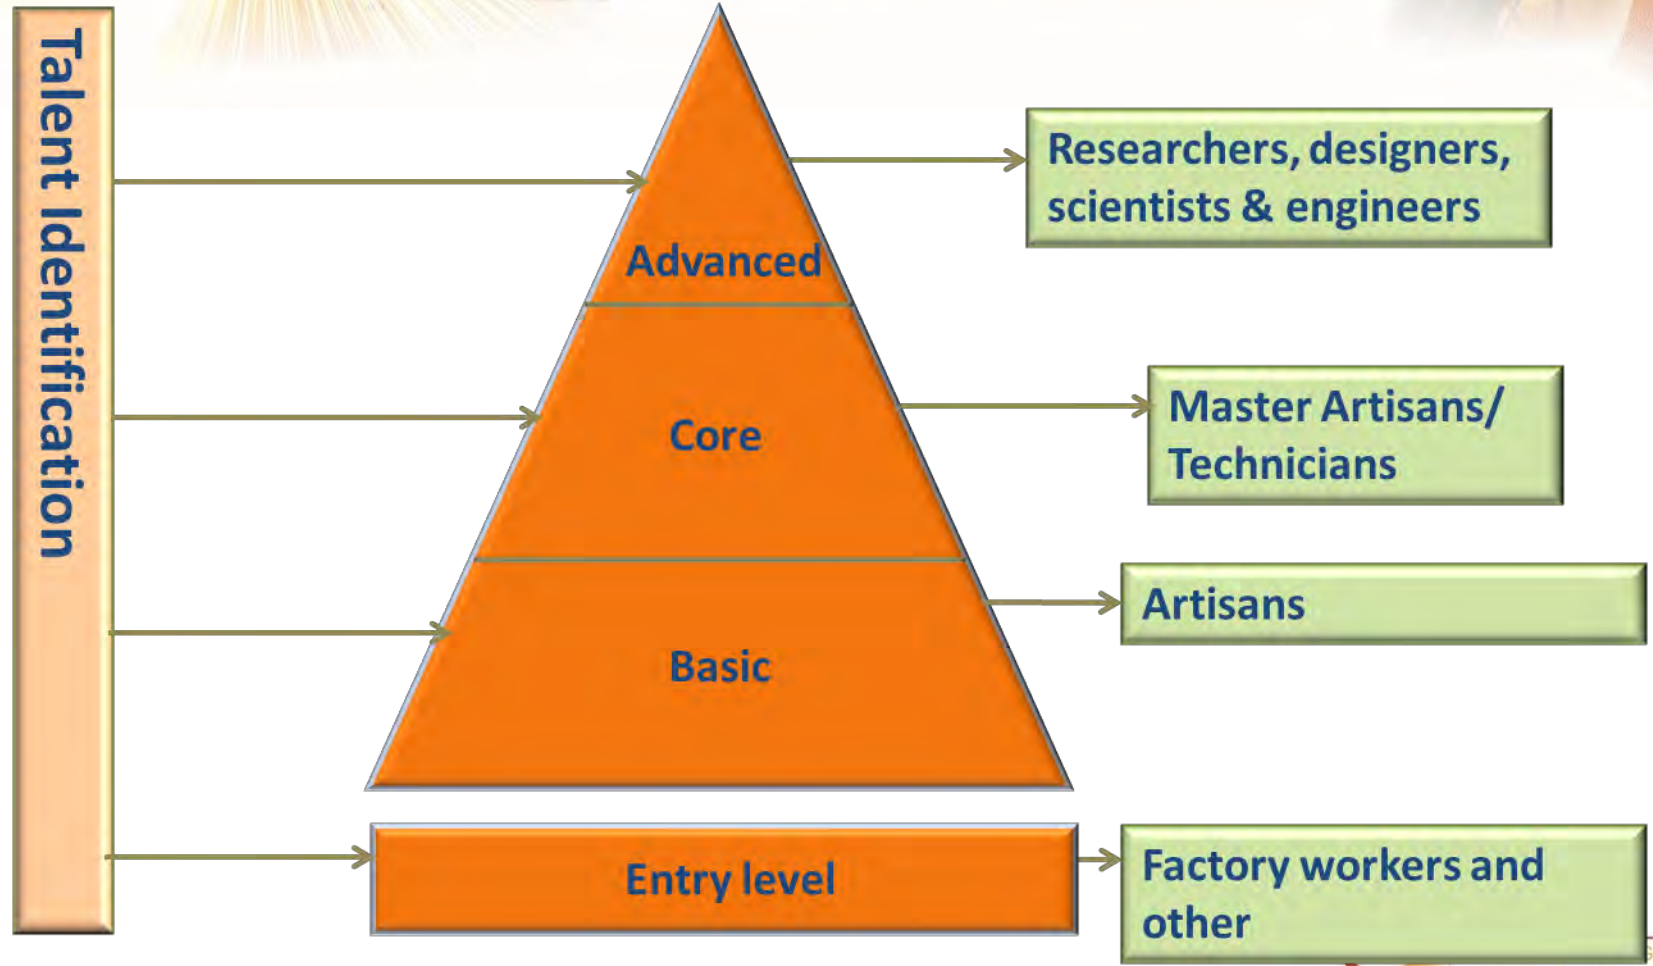 Talent Identification
Researchers, designers,
scientists & engineers
Advanced
Master Artisans/
Technicians
Core
Artisans
Basic
Entry level
Factory workers and
other